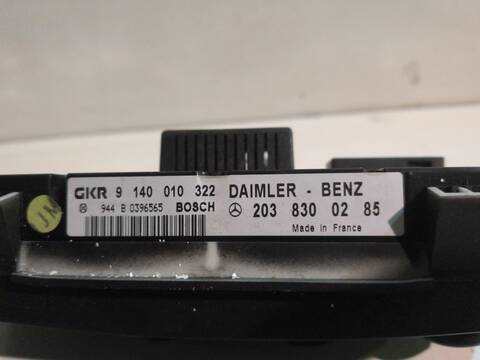 GKR 9 140 010 322 DAIMLER - BENZ
944 B 0396565 BOSCH 203 830 02 85
Made in France